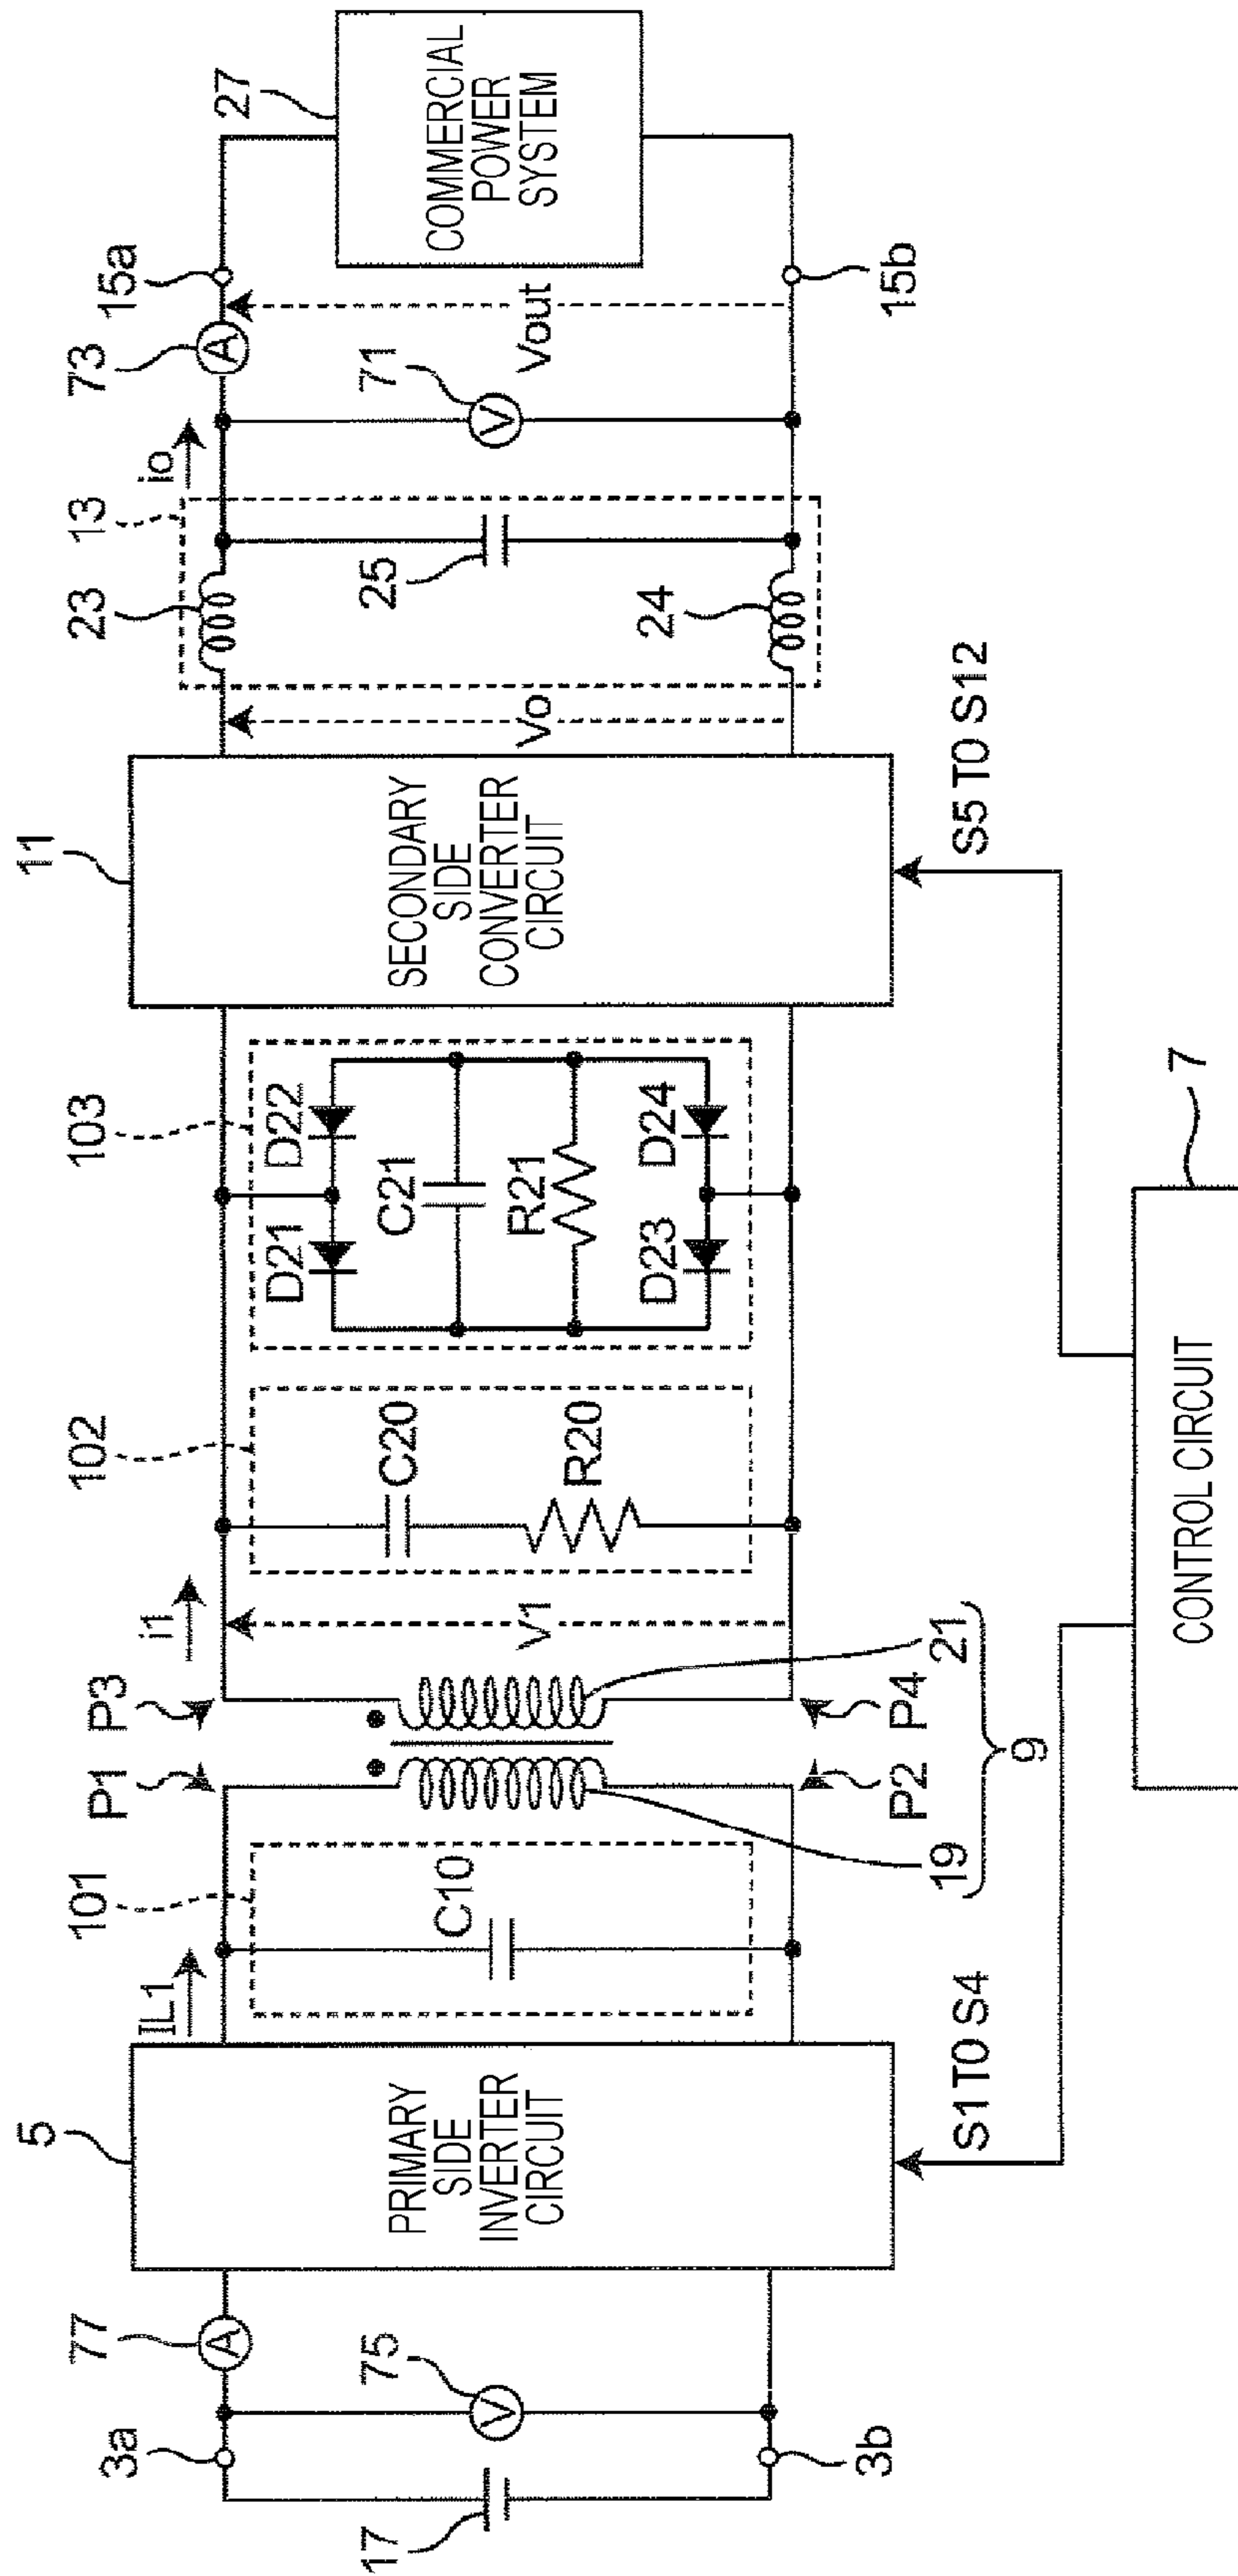 5
PRIMARY
SIDE
INVERTER
CIRCUIT
77
A
75
V
3a
3b
17
IL1
101
C10
P1
P2
P3
P4
19
21
9
i1
V1
102
C20
R20
103
D21
D22
C21
R21
D23
D24
11
SECONDARY
SIDE
CONVERTER
CIRCUIT
Vo
13
23
24
25
io
71
V
73
A
Vout
15a
15b
27
COMMERCIAL
POWER
SYSTEM
S1 TO S4
S5 TO S12
7
CONTROL CIRCUIT